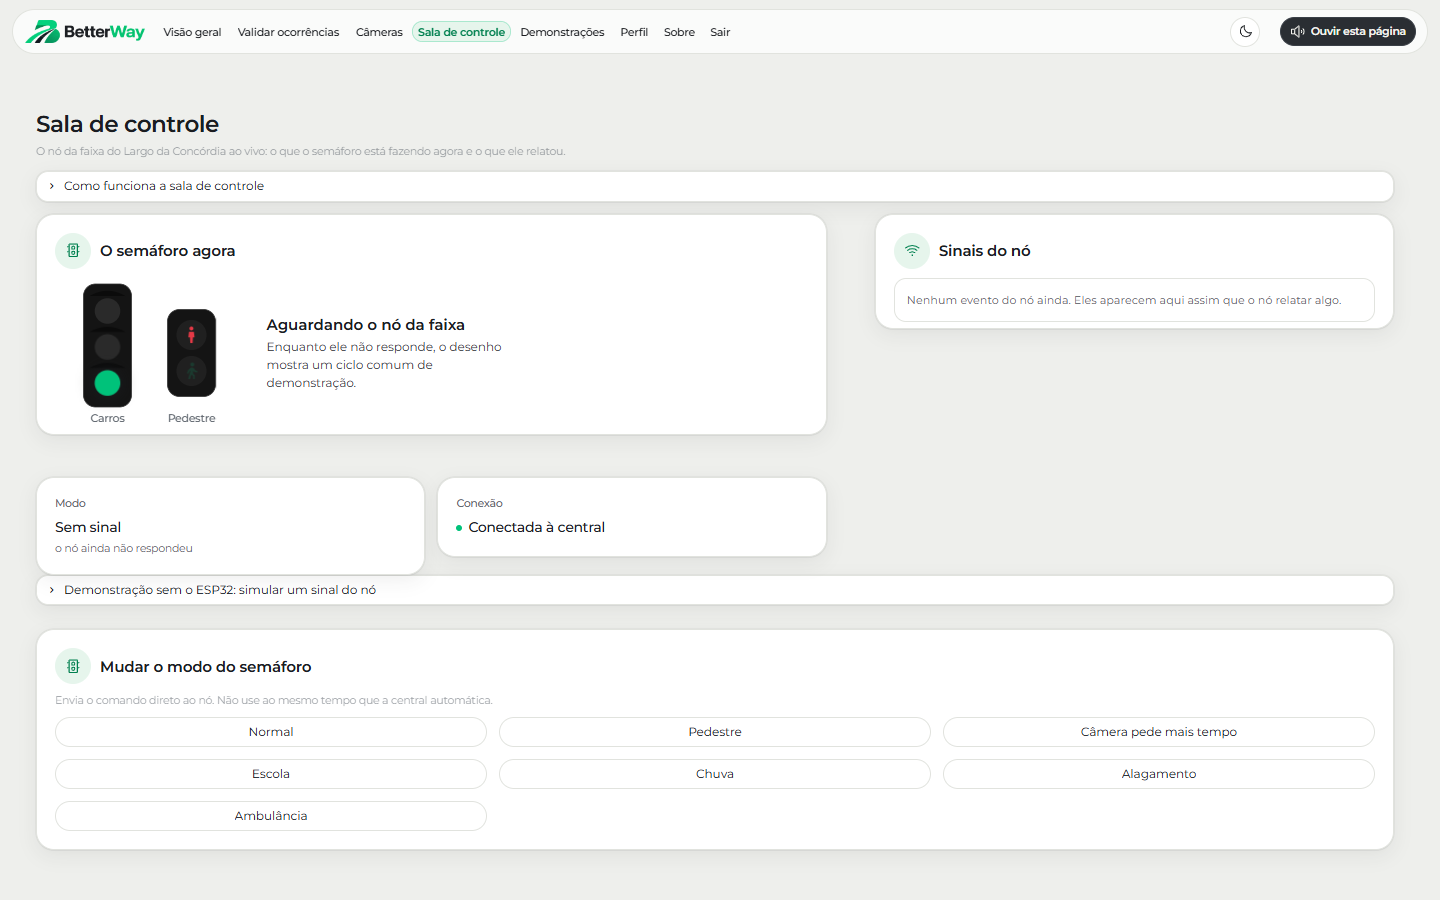 BetterWay
Visão geral
Validar ocorrências
Câmeras
Sala de controle
Demonstrações
Perfil
Sobre
Sair
Ouvir esta página
Sala de controle
O nó da faixa do Largo da Concórdia ao vivo: o que o semáforo está fazendo agora e o que ele relatou.
Como funciona a sala de controle
O semáforo agora
Carros
Pedestre
Aguardando o nó da faixa
Enquanto ele não responde, o desenho
mostra um ciclo comum de
demonstração.
Sinais do nó
Nenhum evento do nó ainda. Eles aparecem aqui assim que o nó relatar algo.
Modo
Sem sinal
o nó ainda não respondeu
Conexão
Conectada à central
Demonstração sem o ESP32: simular um sinal do nó
Mudar o modo do semáforo
Envia o comando direto ao nó. Não use ao mesmo tempo que a central automática.
Normal
Pedestre
Câmera pede mais tempo
Escola
Chuva
Alagamento
Ambulância